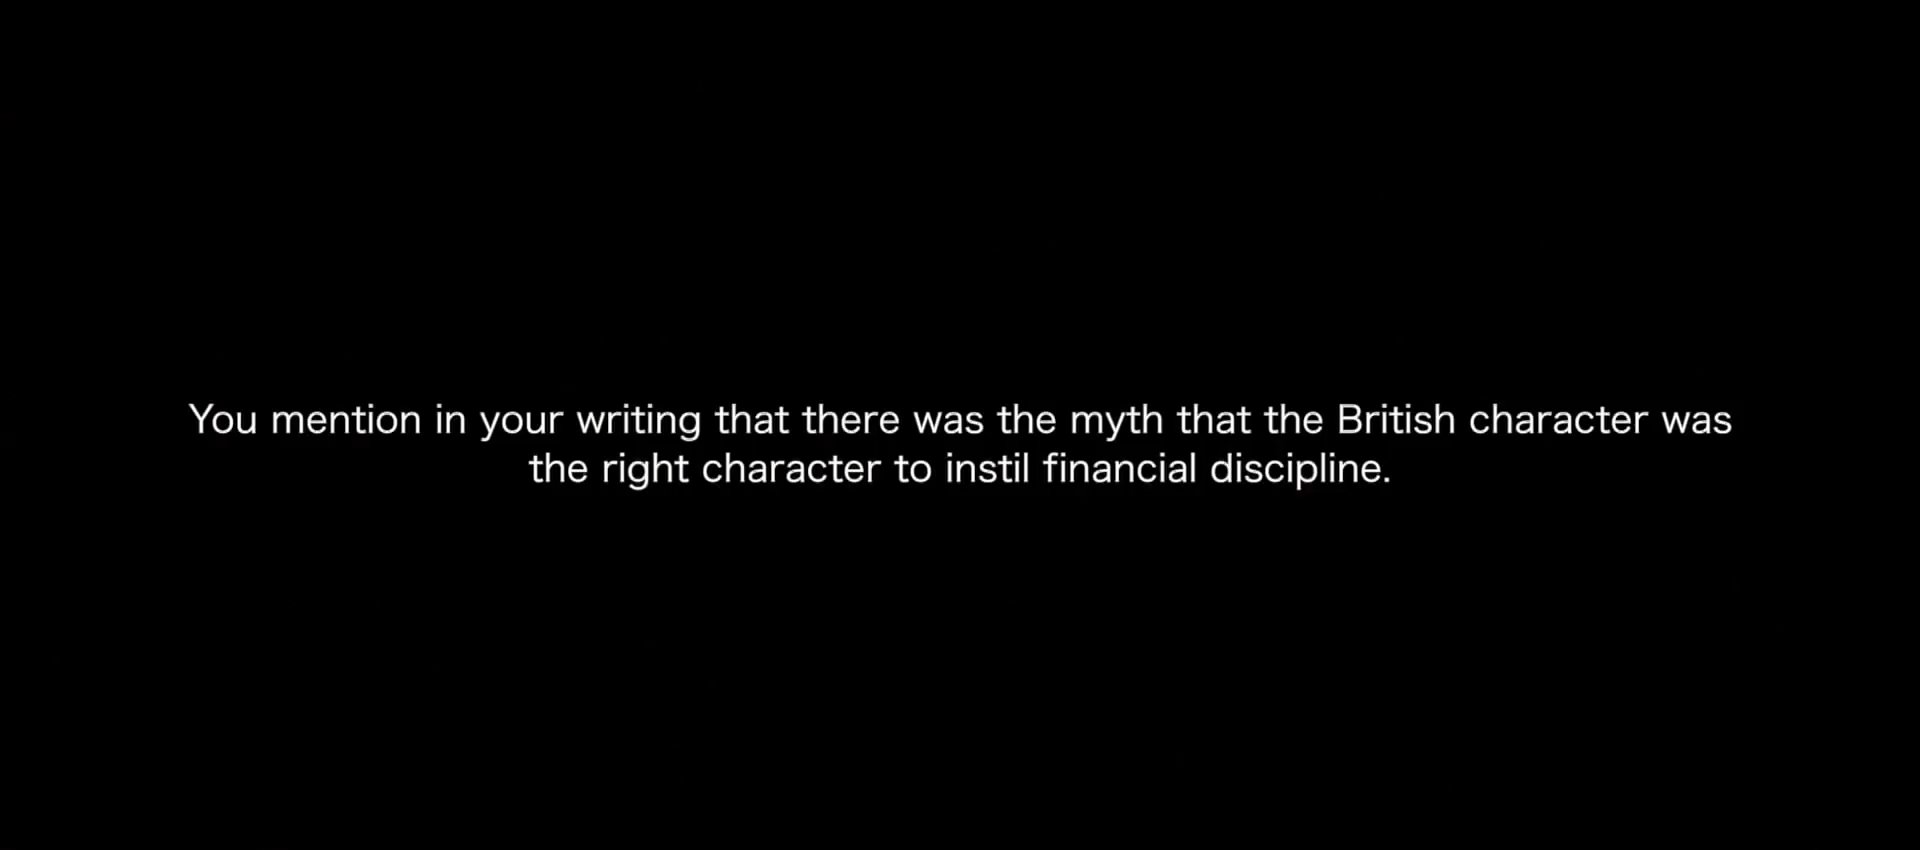 You mention in your writing that there was the myth that the British character was
the right character to instil financial discipline.